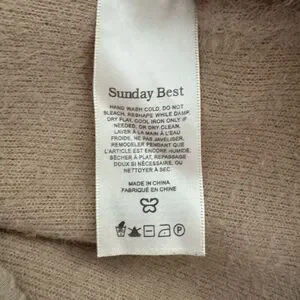 Sunday Best
HAND WASH COLD, DO NOT
BLEACH, RESHAPE WHILE DAMP,
DRY FLAY, COOL IRON ONLY IF
NEEDED, OR DRY CLEAN.
LAVER À LA MAIN À L'EAU
FROIDE, NE PAS JAVELISER,
REMODELER PENDANT QUE
L'ARTICLE EST ENCORE HUMIDE,
SÉCHER À PLAT, REPASSAGE
DOUX SI NÉCESSAIRE, OU
NETTOYER À SEC
MADE IN CHINA
FABRIQUÉ EN CHINE
P